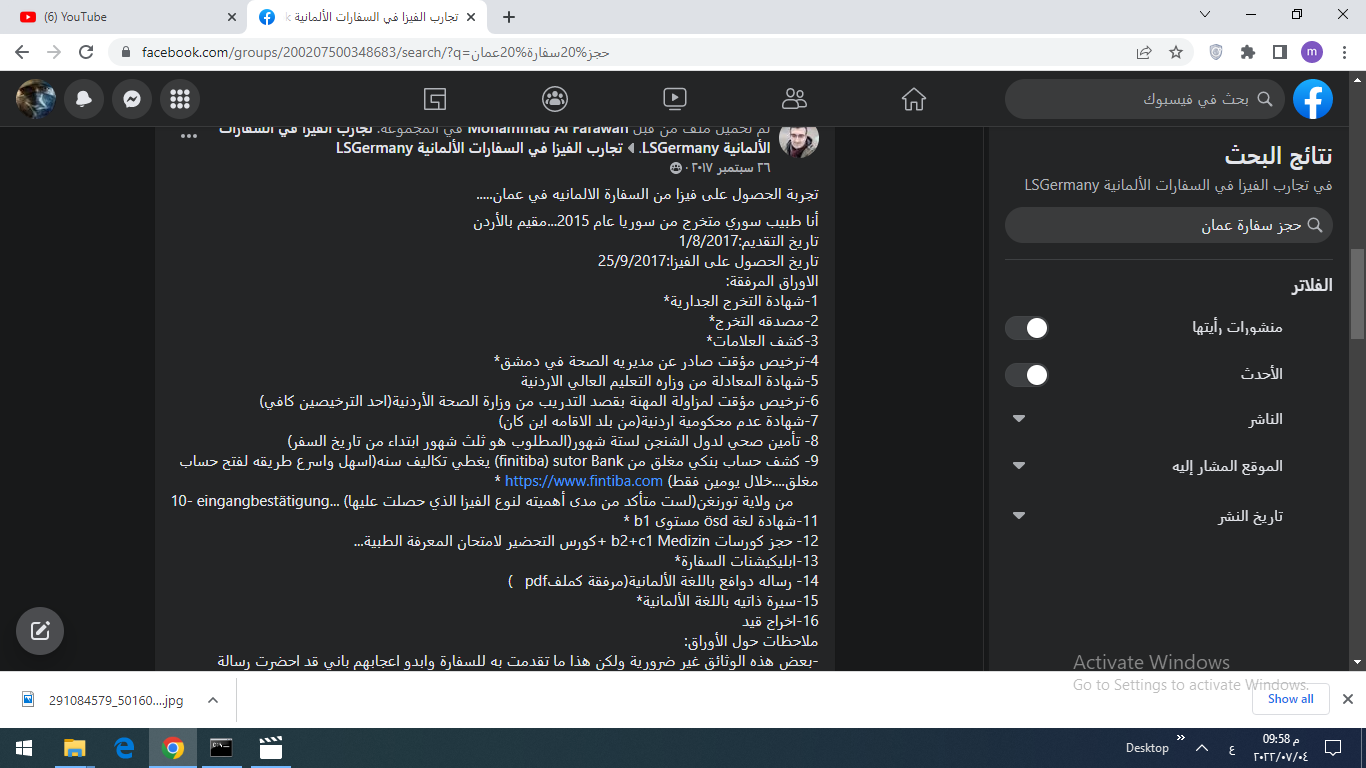 (6) YouTube
تجارب الفيزا في السفارات الألمانية
facebook.com/groups/200207500348683/search/?q=حجز%20سفارة%20عمان
m
بحث في فيسبوك
نتائج البحث
في تجارب الفيزا في السفارات الألمانية LSGermany
حجز سفارة عمان
الفلاتر
منشورات رأيتها
الأحدث
الناشر
الموقع المشار إليه
تاريخ النشر
تم تحميل ملف من قبل Mohammad Al Farawan في المجموعة: تجارب الفيزا في السفارات
الألمانية LSGermany. ◂ تجارب الفيزا في السفارات الألمانية LSGermany
٢٦ سبتمبر ٢٠١٧ ·
تجربة الحصول على فيزا من السفارة الالمانيه في عمان.....
أنا طبيب سوري متخرج من سوريا عام 2015...مقيم بالأردن
تاريخ التقديم:1/8/2017
تاريخ الحصول على الفيزا:25/9/2017
الاوراق المرفقة:
1-شهادة التخرج الجدارية*
2-مصدقه التخرج*
3-كشف العلامات*
4-ترخيص مؤقت صادر عن مديريه الصحة في دمشق*
5-شهادة المعادلة من وزاره التعليم العالي الاردنية
6-ترخيص مؤقت لمزاولة المهنة بقصد التدريب من وزارة الصحة الأردنية(احد الترخيصين كافي)
7-شهادة عدم محكومية اردنية(من بلد الاقامه اين كان)
8- تأمين صحي لدول الشنجن لستة شهور(المطلوب هو ثلث شهور ابتداء من تاريخ السفر)
9- كشف حساب بنكي مغلق من finitiba) sutor Bank) يغطي تكاليف سنه(اسهل واسرع طريقه لفتح حساب
مغلق....خلال يومين فقط) https://www.fintiba.com *
10- eingangbestätigung... من ولاية تورنغن(لست متأكد من مدى أهميته لنوع الفيزا الذي حصلت عليها)
11-شهادة لغة ösd مستوى b1 *
12- حجز كورسات b2+c1 Medizin +كورس التحضير لامتحان المعرفة الطبية...
13-ابليكيشنات السفارة*
14- رساله دوافع باللغة الألمانية(مرفقة كملفpdf )
15-سيرة ذاتيه باللغة الألمانية*
16-اخراج قيد
ملاحظات حول الأوراق:
-بعض هذه الوثائق غير ضرورية ولكن هذا ما تقدمت به للسفارة وابدو اعجابهم باني قد احضرت رسالة
Activate Windows
Go to Settings to activate Windows.
291084579_50160....jpg
Show all
Desktop
ع
09:58 م
٢٠٢٢/٠٧/٠٤